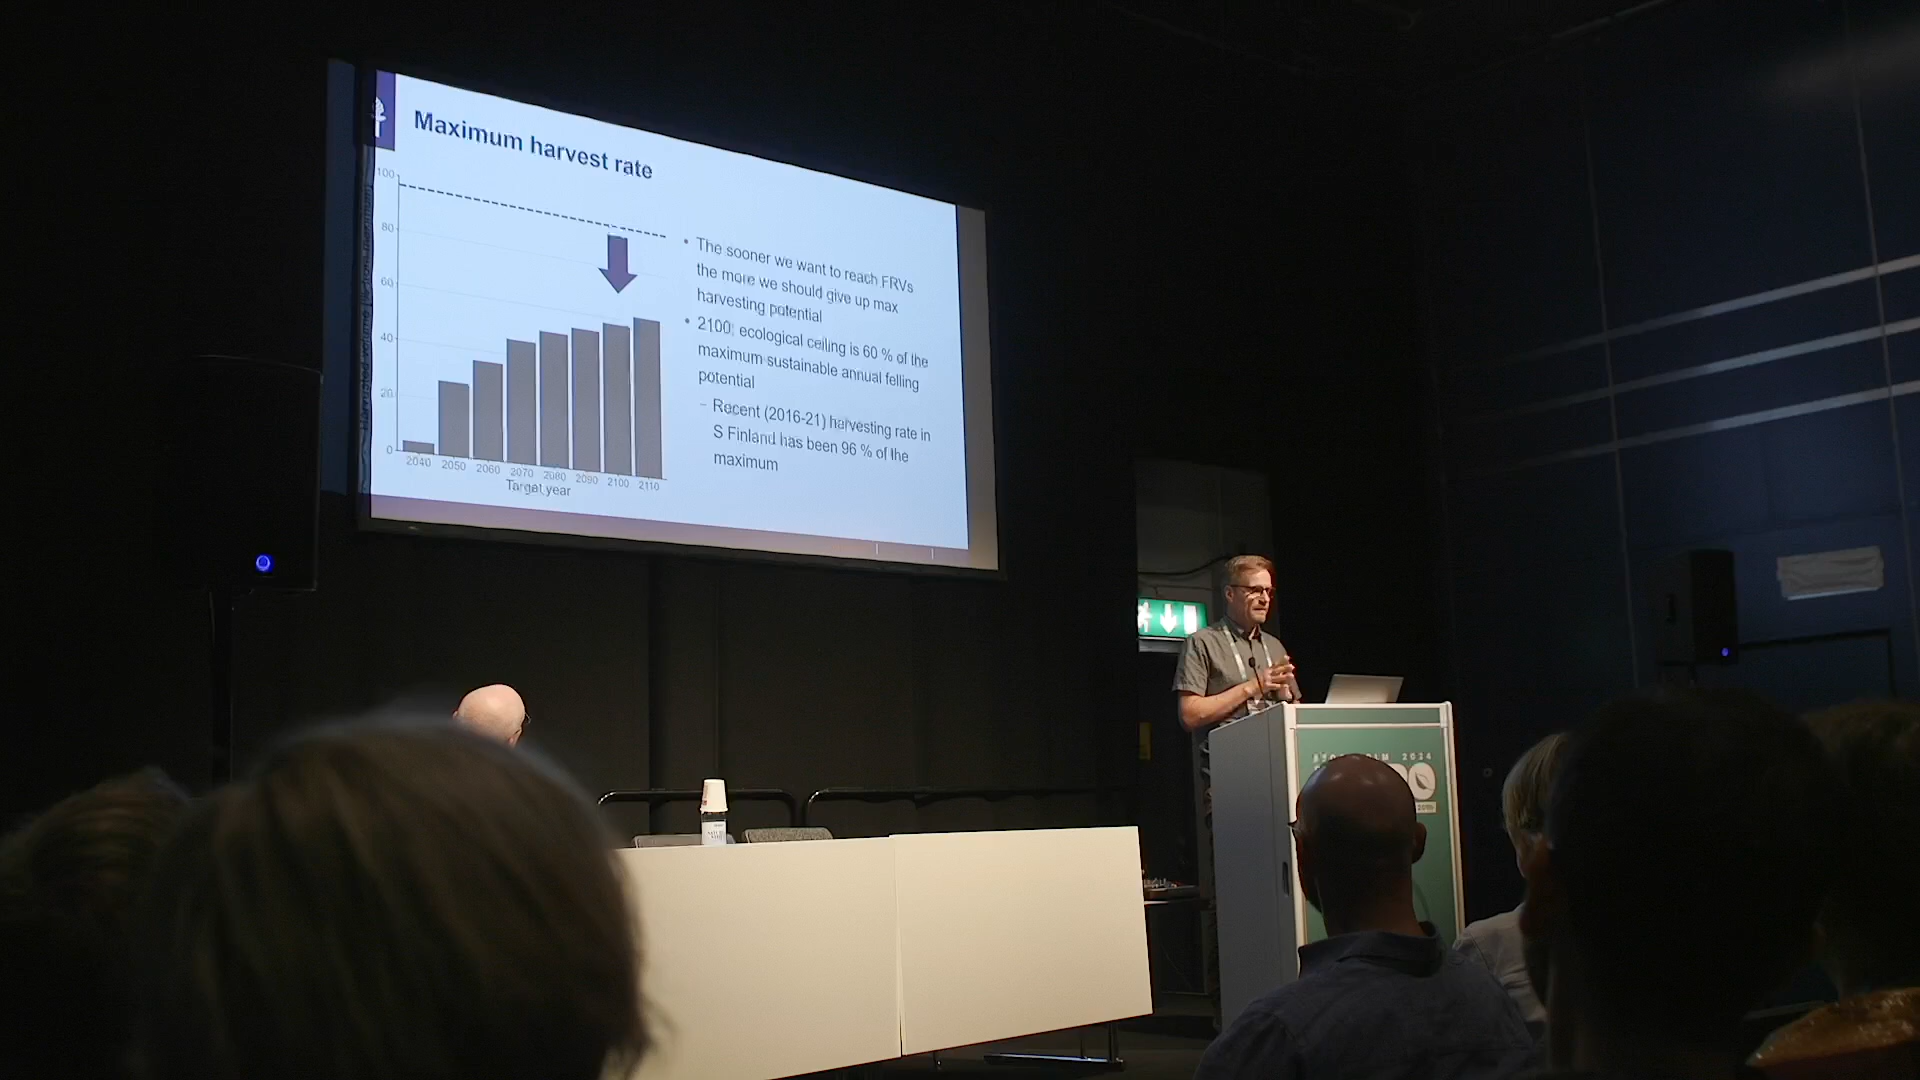 Maximum harvest rate
100
80
60
40
20
0
2040 2050 2060 2070 2080 2090 2100 2110
Target year
• The sooner we want to reach FRVs
the more we should give up max
harvesting potential
• 2100: ecological ceiling is 60 % of the
maximum sustainable annual felling
potential
– Recent (2016-21) harvesting rate in
S Finland has been 96 % of the
maximum
2024